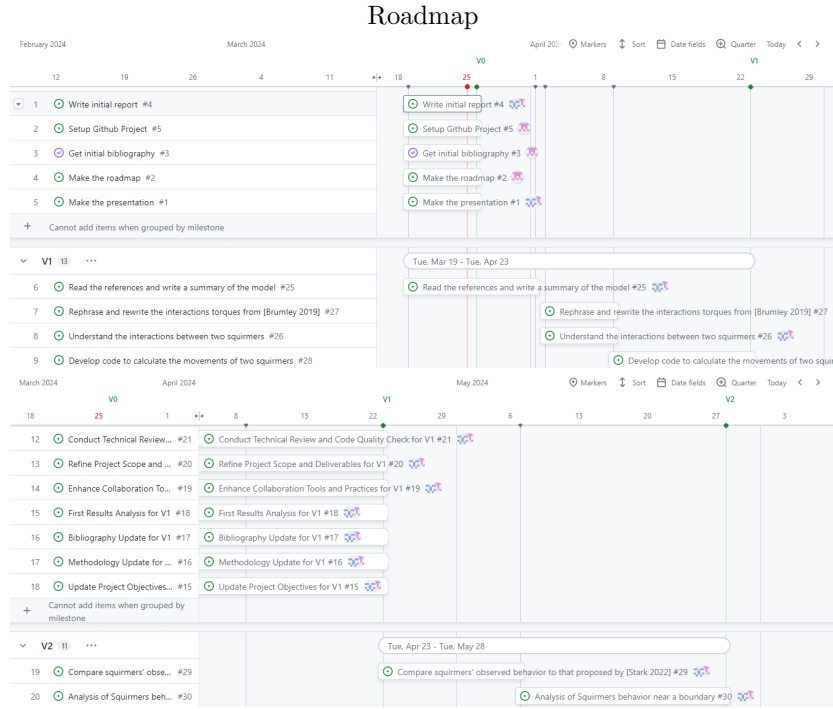 Roadmap
February 2024 March 2024 April 202 Markers Sort Date fields Quarter Today
V0 V1
12 19 26 4 11 18 25 1 8 15 22 29
1 Write initial report #4 Write initial report #4
2 Setup Github Project #5 Setup Github Project #5
3 Get initial bibliography #3 Get initial bibliography #3
4 Make the roadmap #2 Make the roadmap #2
5 Make the presentation #1 Make the presentation #1
+ Cannot add items when grouped by milestone
V1 13 ··· Tue, Mar 19 - Tue, Apr 23
6 Read the references and write a summary of the model #25 Read the references and write a summary of the model #25
7 Rephrase and rewrite the interactions torques from [Brumley 2019] #27 Rephrase and rewrite the interactions torques from [Brumley 2019] #27
8 Understand the interactions between two squirmers #26 Understand the interactions between two squirmers #26
9 Develop code to calculate the movements of two squirmers #28 Develop code to calculate the movements of two squir
March 2024 April 2024 May 2024 Markers Sort Date fields Quarter Today
V0 V1 V2
18 25 1 8 15 22 29 6 13 20 27 3
12 Conduct Technical Review... #21 Conduct Technical Review and Code Quality Check for V1 #21
13 Refine Project Scope and ... #20 Refine Project Scope and Deliverables for V1 #20
14 Enhance Collaboration To... #19 Enhance Collaboration Tools and Practices for V1 #19
15 First Results Analysis for V1 #18 First Results Analysis for V1 #18
16 Bibliography Update for V1 #17 Bibliography Update for V1 #17
17 Methodology Update for ... #16 Methodology Update for V1 #16
18 Update Project Objectives... #15 Update Project Objectives for V1 #15
+ Cannot add items when grouped by
milestone
V2 11 ··· Tue, Apr 23 - Tue, May 28
19 Compare squirmers' obse... #29 Compare squirmers' observed behavior to that proposed by [Stark 2022] #29
20 Analysis of Squirmers beh... #30 Analysis of Squirmers behavior near a boundary #30